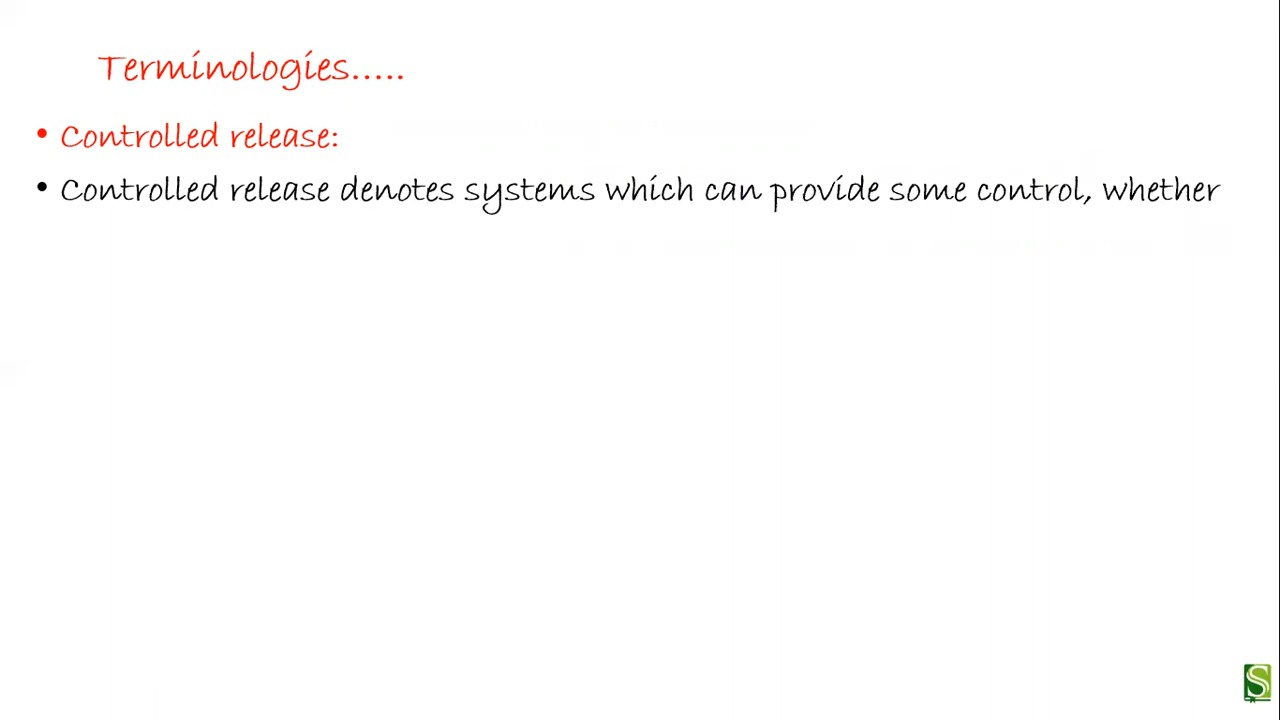 Terminologies.....
• Controlled release:
• Controlled release denotes systems which can provide some control, whether
S